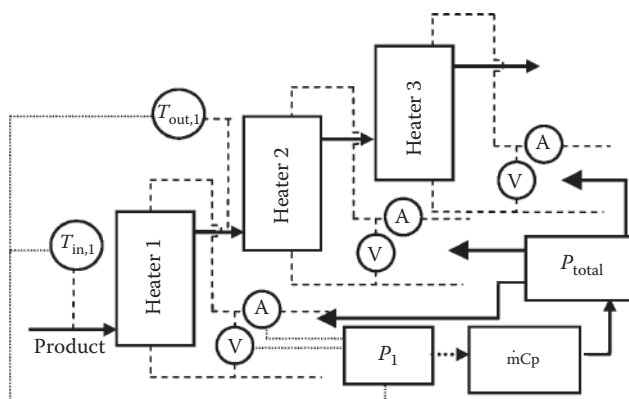 Heater 3
T_out,1
A
Heater 2
V
A
T_in,1
Heater 1
V
P_total
A
Product
V
P_1
ṁCp